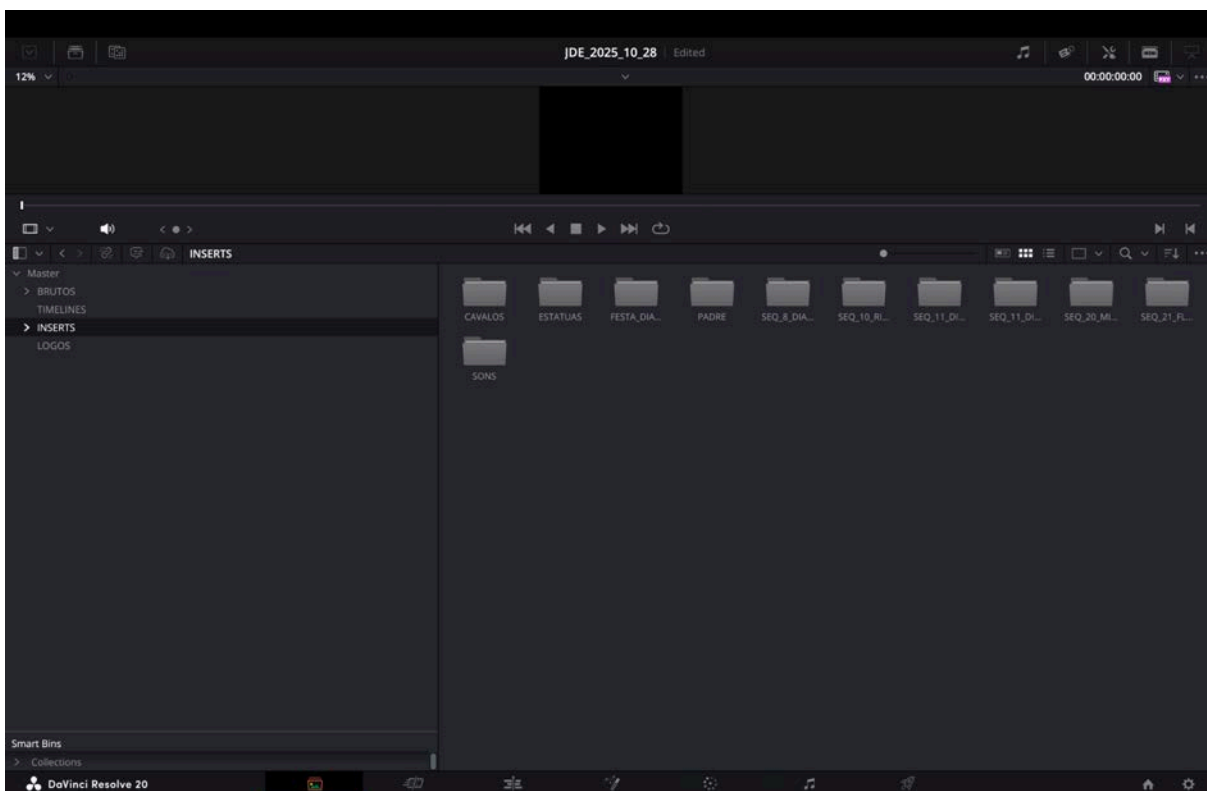 JDE_2025_10_28 Edited
12% 00:00:00:00
INSERTS
Master
BRUTOS
TIMELINES
INSERTS
LOGOS
CAVALOS ESTATUAS FESTA_DIA... PADRE SEQ_8_DIA... SEQ_10_RI... SEQ_11_DI... SEQ_11_DI... SEQ_20_MI... SEQ_21_FL...
SONS
Smart Bins
Collections
DaVinci Resolve 20